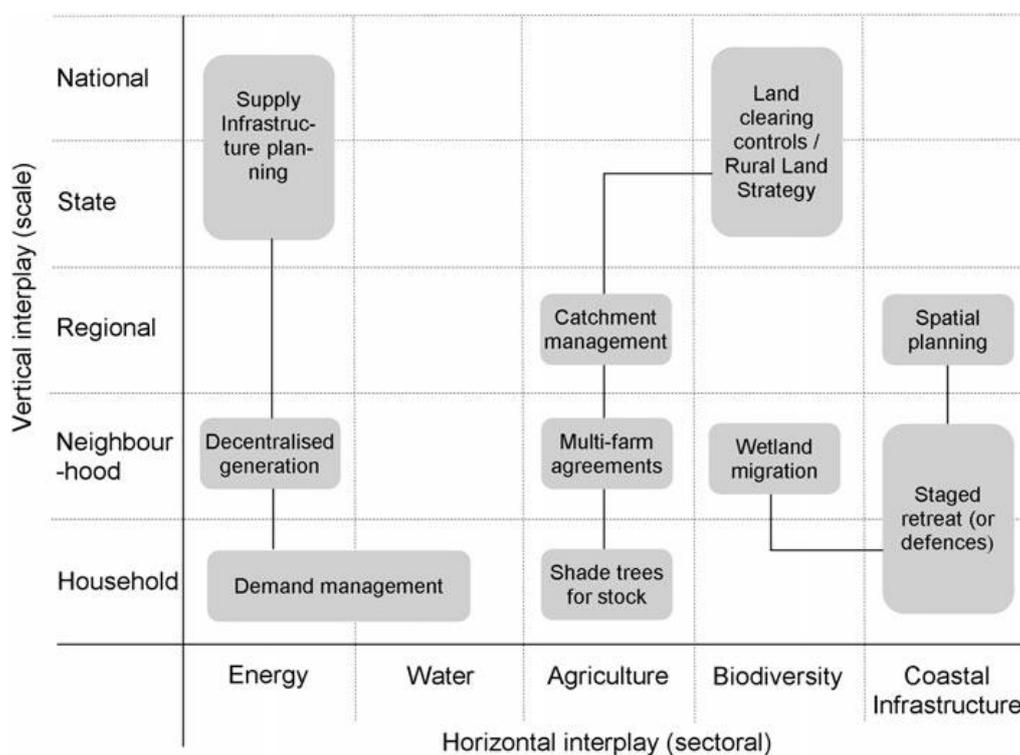 Vertical interplay (scale)
National
Supply
Infrastruc-
ture plan-
ning
Land
clearing
controls /
Rural Land
Strategy
State
Regional
Catchment
management
Spatial
planning
Neighbour
-hood
Decentralised
generation
Multi-farm
agreements
Wetland
migration
Staged
retreat (or
defences)
Household
Demand management
Shade trees
for stock
Energy
Water
Agriculture
Biodiversity
Coastal
Infrastructure
Horizontal interplay (sectoral)